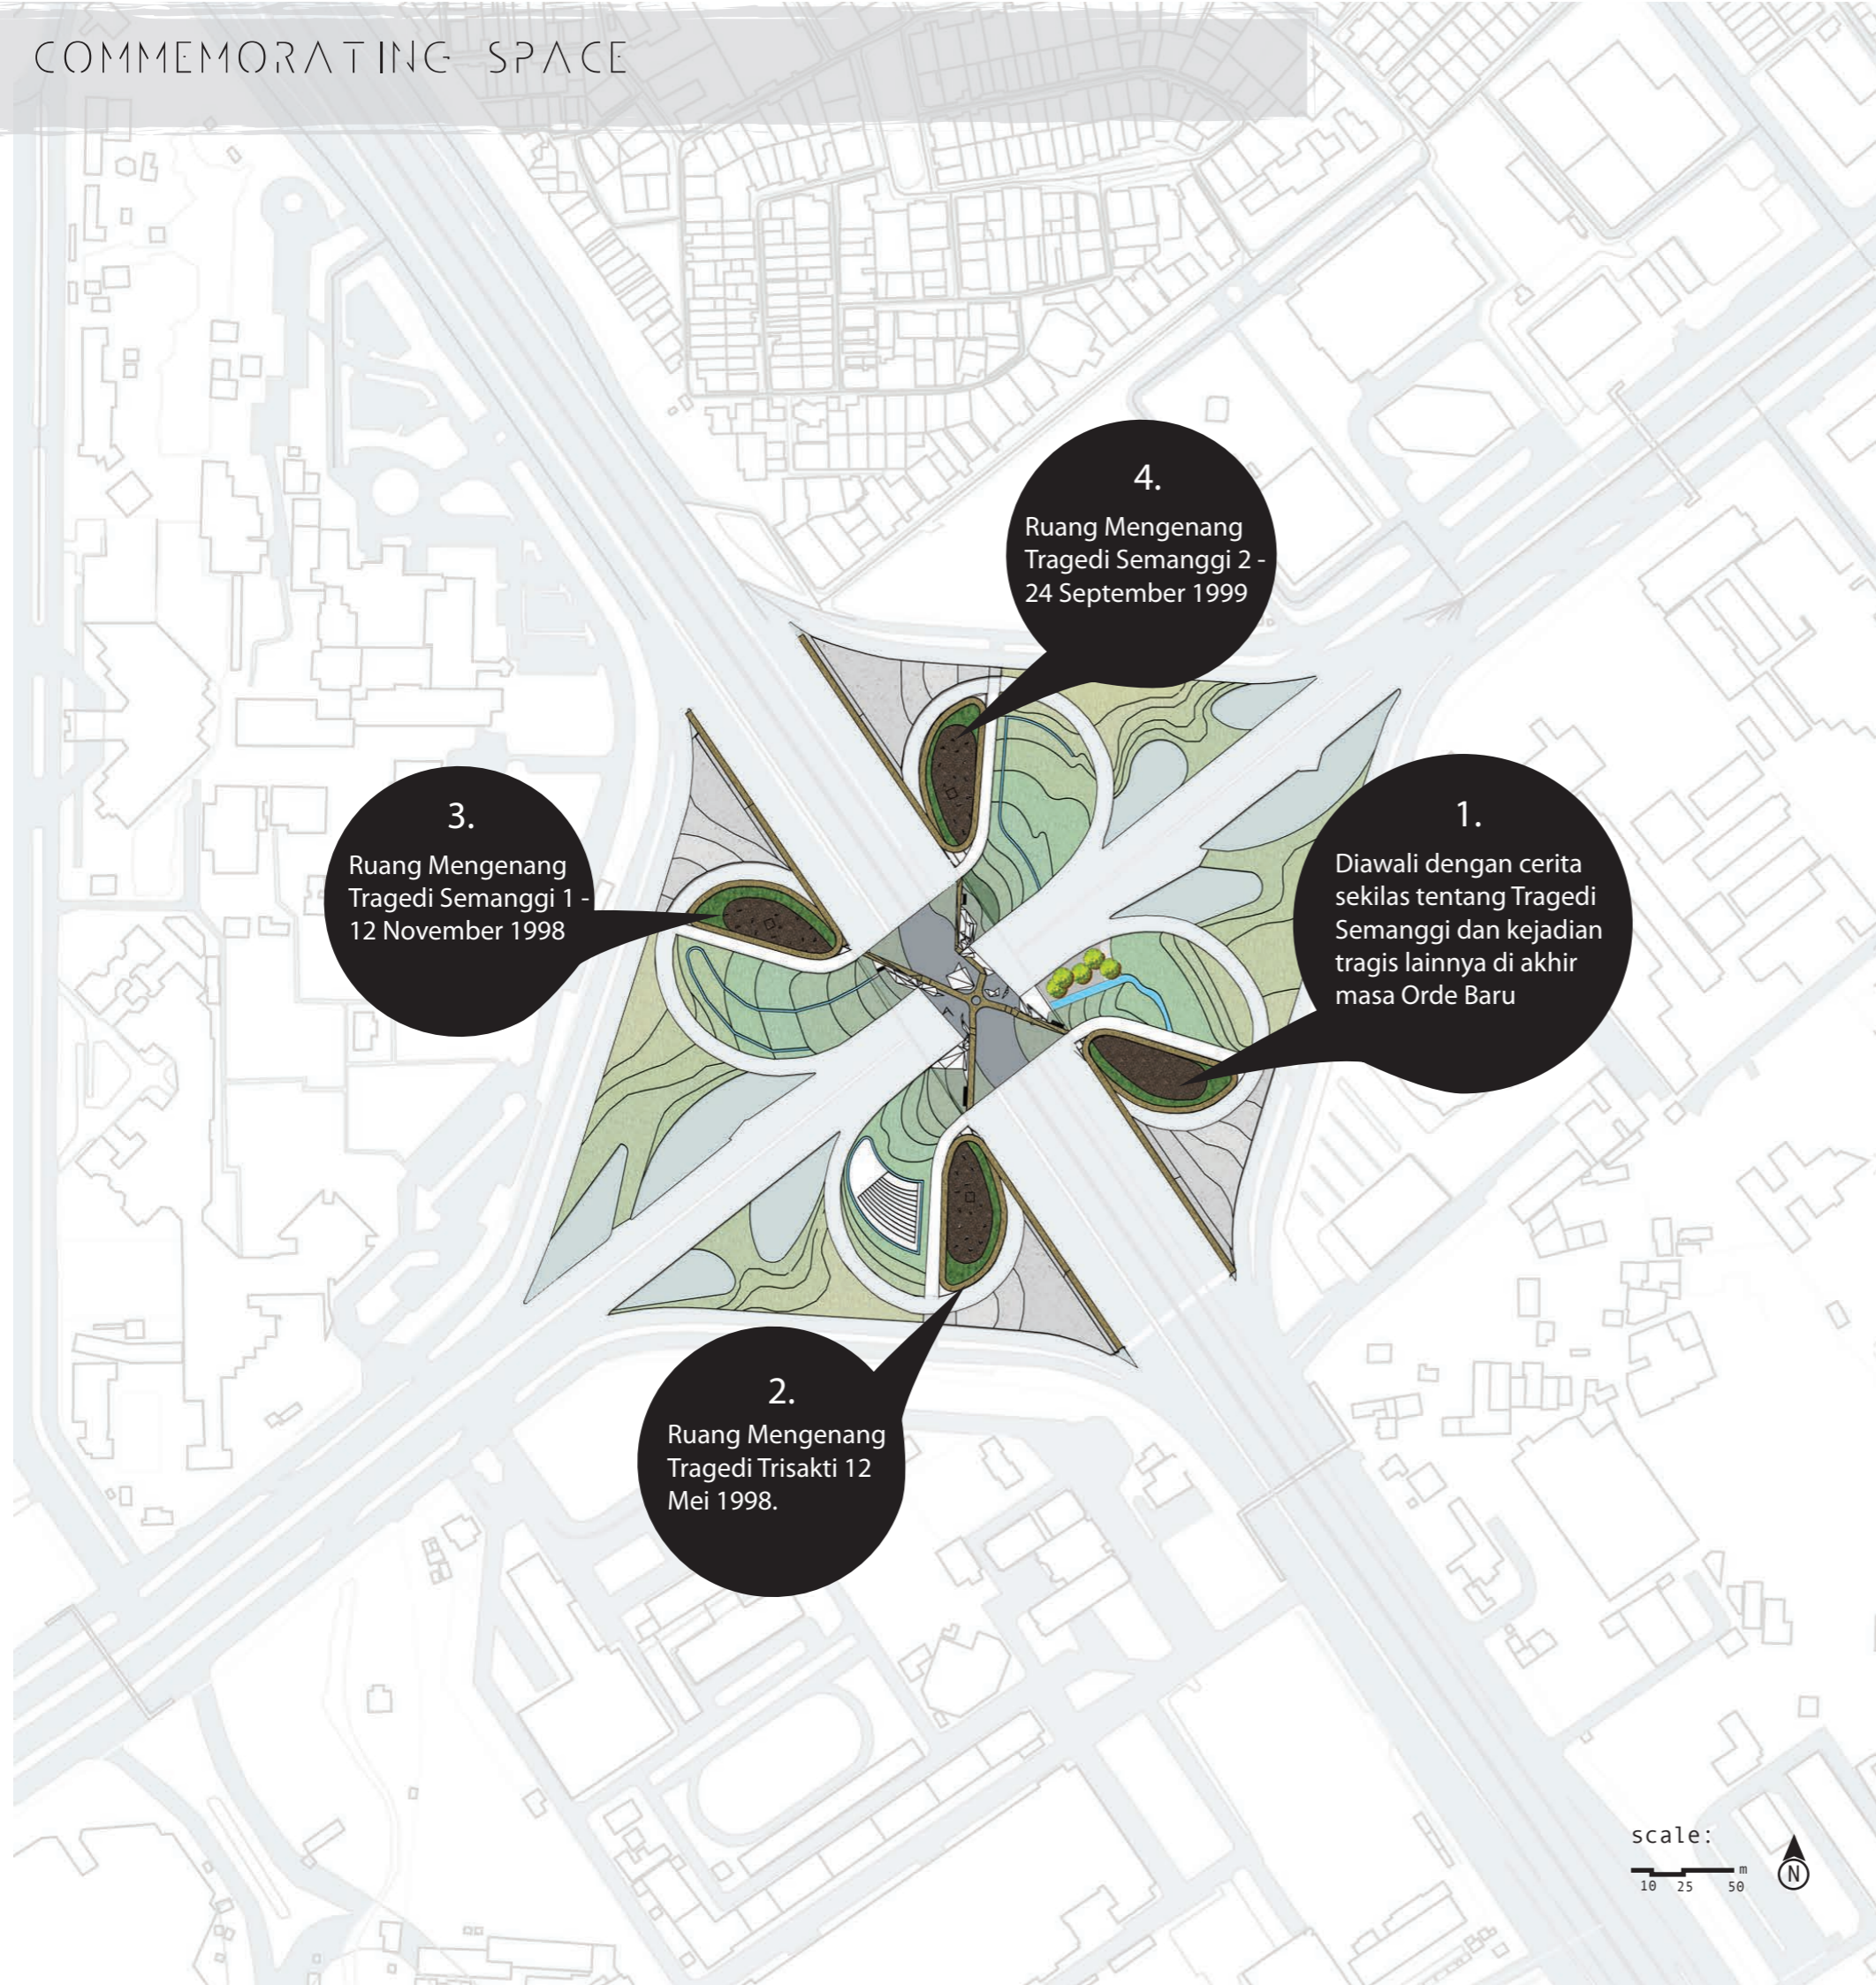 COMMEMORATING SPACE
4.
Ruang Mengenang
Tragedi Semanggi 2 -
24 September 1999
3.
Ruang Mengenang
Tragedi Semanggi 1 -
12 November 1998
1.
Diawali dengan cerita
sekilas tentang Tragedi
Semanggi dan kejadian
tragis lainnya di akhir
masa Orde Baru
2.
Ruang Mengenang
Tragedi Trisakti 12
Mei 1998.
scale:
m
10 25 50
N